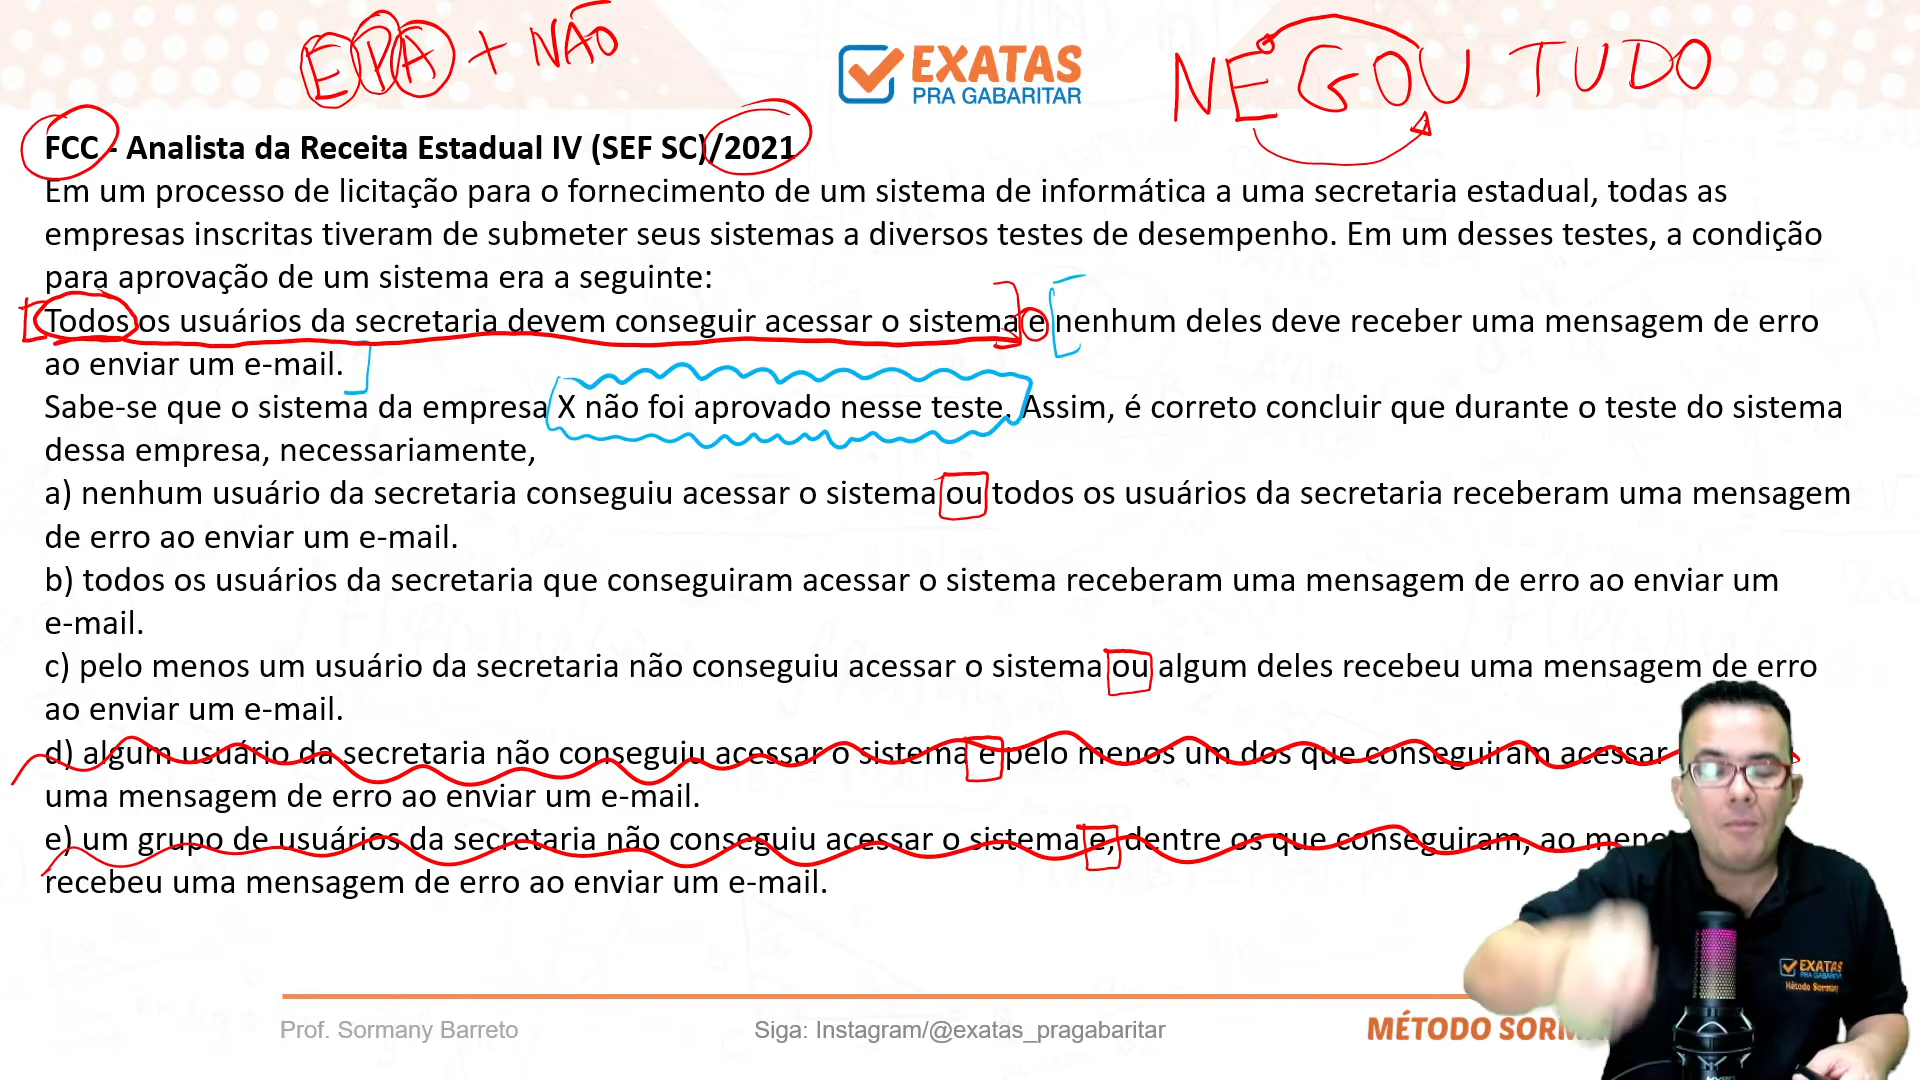 EPA + NÃO
NEGOU TUDO
EXATAS
PRA GABARITAR
FCC - Analista da Receita Estadual IV (SEF SC)/2021
Em um processo de licitação para o fornecimento de um sistema de informática a uma secretaria estadual, todas as
empresas inscritas tiveram de submeter seus sistemas a diversos testes de desempenho. Em um desses testes, a condição
para aprovação de um sistema era a seguinte:
Todos os usuários da secretaria devem conseguir acessar o sistema e nenhum deles deve receber uma mensagem de erro
ao enviar um e-mail.
Sabe-se que o sistema da empresa X não foi aprovado nesse teste. Assim, é correto concluir que durante o teste do sistema
dessa empresa, necessariamente,
a) nenhum usuário da secretaria conseguiu acessar o sistema ou todos os usuários da secretaria receberam uma mensagem
de erro ao enviar um e-mail.
b) todos os usuários da secretaria que conseguiram acessar o sistema receberam uma mensagem de erro ao enviar um
e-mail.
c) pelo menos um usuário da secretaria não conseguiu acessar o sistema ou algum deles recebeu uma mensagem de erro
ao enviar um e-mail.
d) algum usuário da secretaria não conseguiu acessar o sistema e pelo menos um dos que conseguiram acessar
uma mensagem de erro ao enviar um e-mail.
e) um grupo de usuários da secretaria não conseguiu acessar o sistema e, dentre os que conseguiram, ao
recebeu uma mensagem de erro ao enviar um e-mail.
EXATAS
PRA GABARITAR
Método Sormany
Prof. Sormany Barreto
Siga: Instagram/@exatas_pragabaritar
MÉTODO